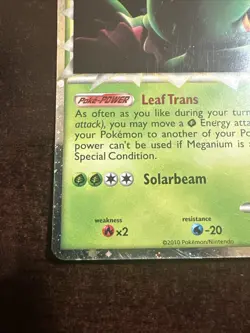 Poké-POWER Leaf Trans
As often as you like during your turn
attack), you may move a Energy attac
your Pokémon to another of your Po
power can't be used if Meganium is
Special Condition.
Solarbeam
weakness resistance
x2 -20
©2010 Pokémon/Nintendo